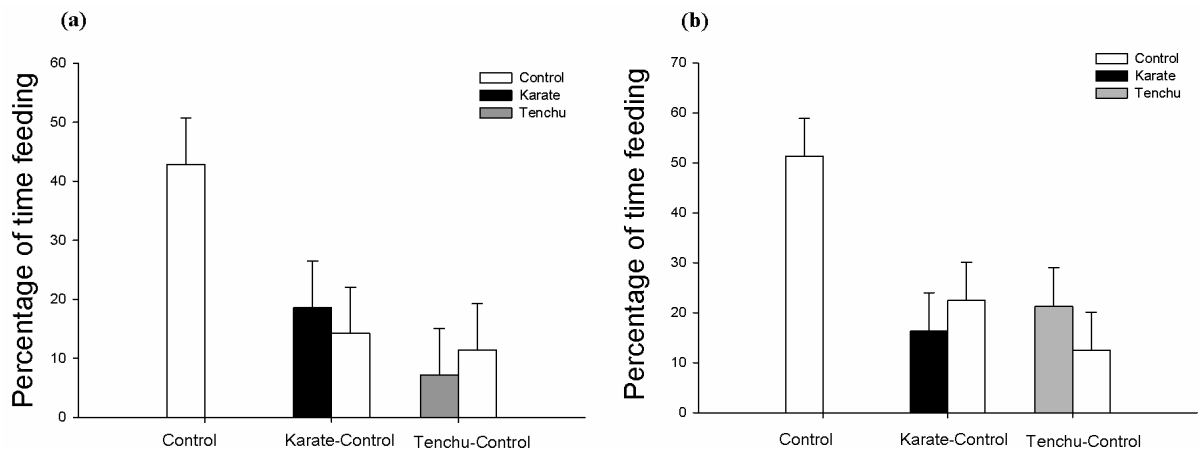 (a)
Percentage of time feeding
60
50
40
30
20
10
0
Control
Karate
Tenchu
Control
Karate-Control
Tenchu-Control
(b)
Percentage of time feeding
70
60
50
40
30
20
10
0
Control
Karate
Tenchu
Control
Karate-Control
Tenchu-Control